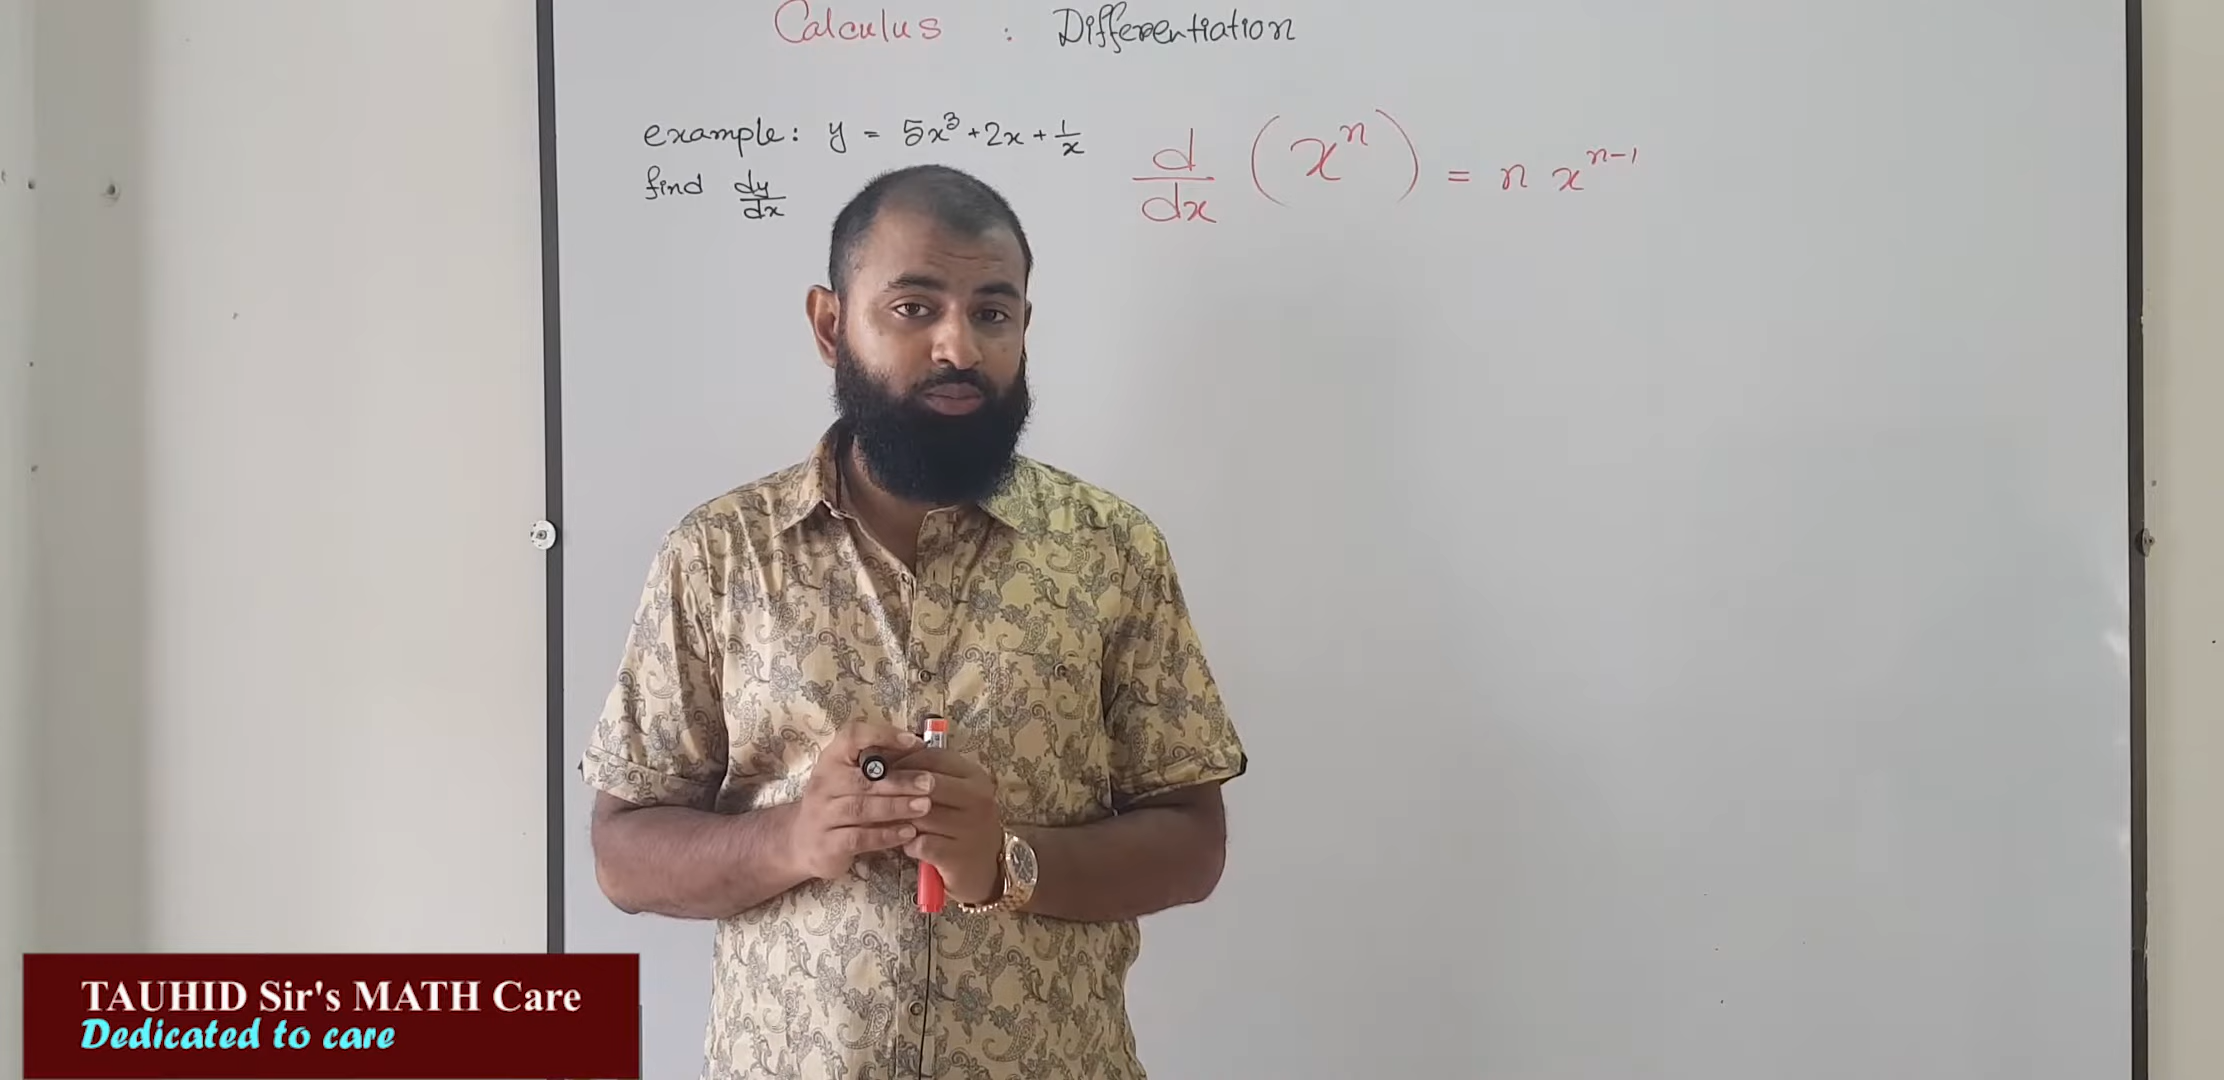 Calculus : Differentiation
example: y = 5x³ + 2x + 1/x
find dy/dx
d/dx (xⁿ) = n xⁿ⁻¹
TAUHID Sir's MATH Care
Dedicated to care